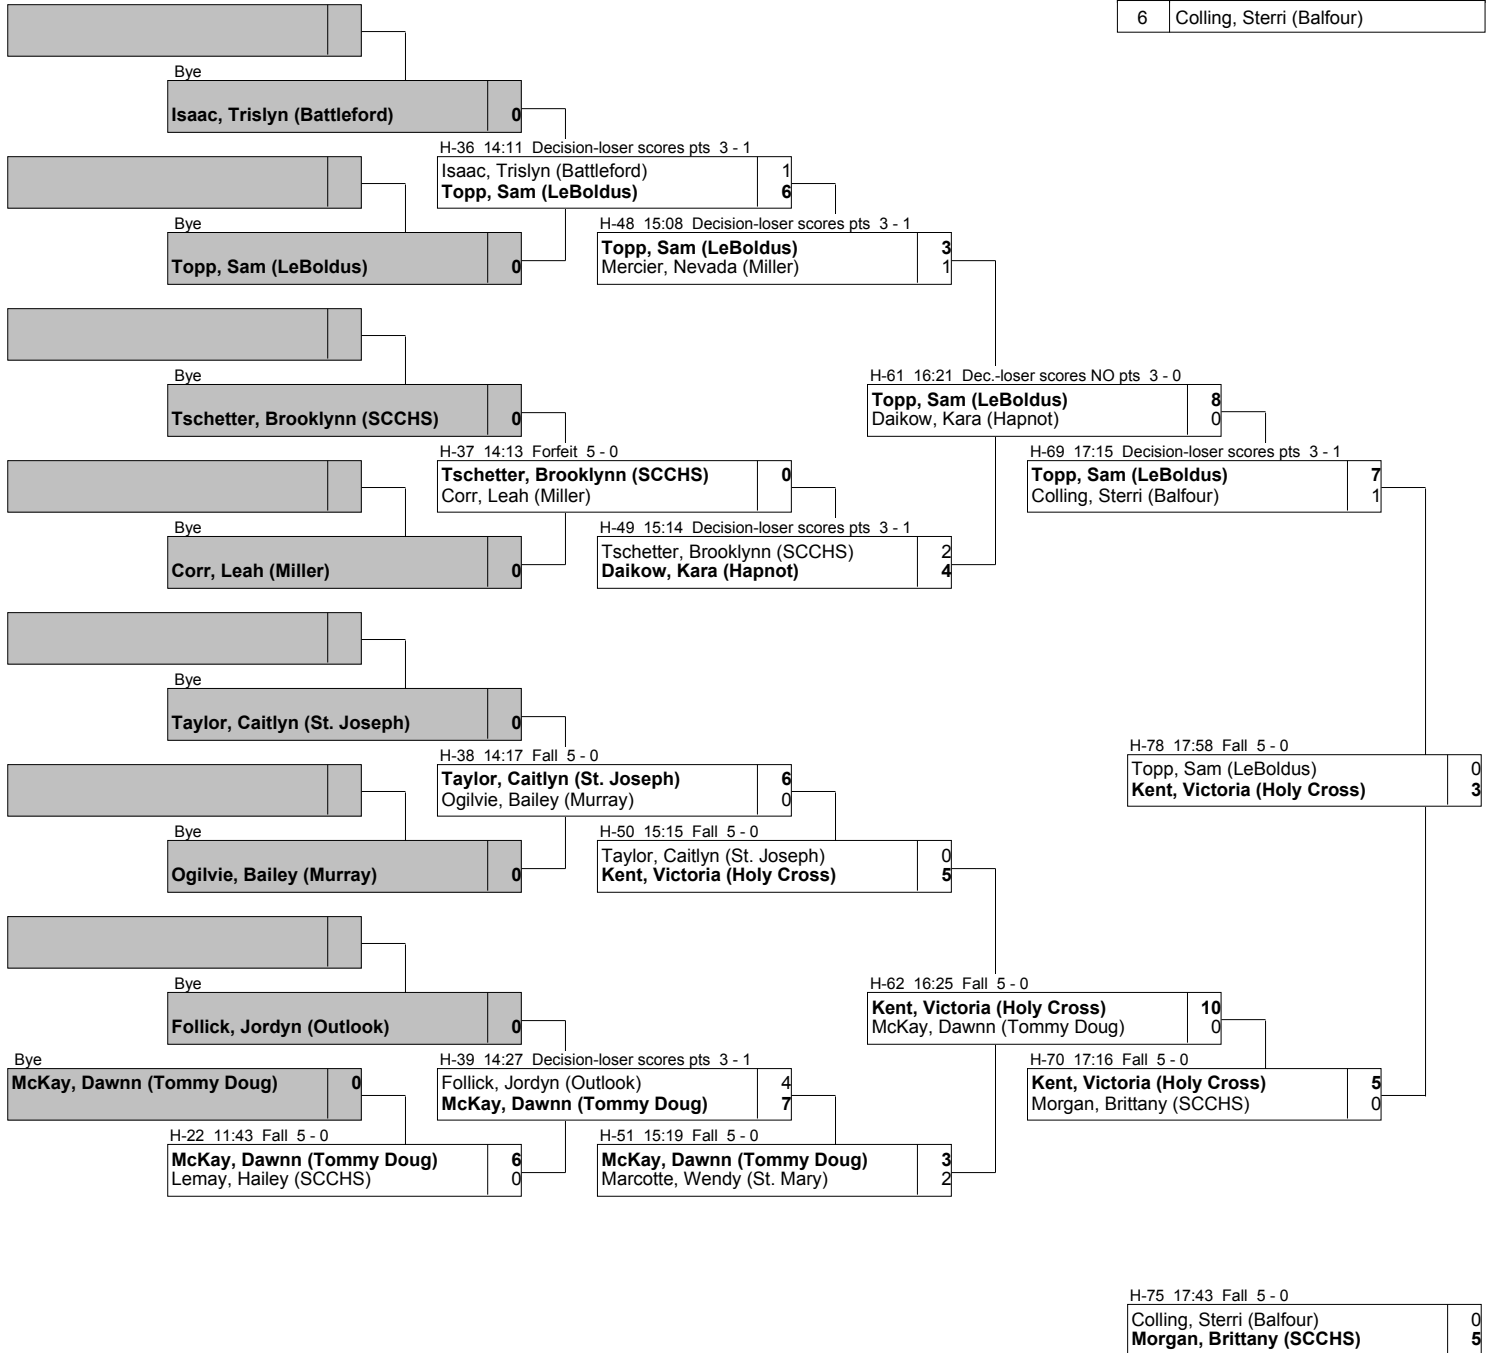 6 Colling, Sterri (Balfour)
Bye
Isaac, Trislyn (Battleford) 0
H-36 14:11 Decision-loser scores pts 3 - 1
Isaac, Trislyn (Battleford) 1
Topp, Sam (LeBoldus) 6
Bye
Topp, Sam (LeBoldus) 0
H-48 15:08 Decision-loser scores pts 3 - 1
Topp, Sam (LeBoldus) 3
Mercier, Nevada (Miller) 1
Bye
Tschetter, Brooklynn (SCCHS) 0
H-61 16:21 Dec.-loser scores NO pts 3 - 0
Topp, Sam (LeBoldus) 8
Daikow, Kara (Hapnot) 0
H-37 14:13 Forfeit 5 - 0
Tschetter, Brooklynn (SCCHS) 0
Corr, Leah (Miller)
H-69 17:15 Decision-loser scores pts 3 - 1
Topp, Sam (LeBoldus) 7
Colling, Sterri (Balfour) 1
Bye
Corr, Leah (Miller) 0
H-49 15:14 Decision-loser scores pts 3 - 1
Tschetter, Brooklynn (SCCHS) 2
Daikow, Kara (Hapnot) 4
Bye
Taylor, Caitlyn (St. Joseph) 0
H-38 14:17 Fall 5 - 0
Taylor, Caitlyn (St. Joseph) 6
Ogilvie, Bailey (Murray) 0
H-78 17:58 Fall 5 - 0
Topp, Sam (LeBoldus) 0
Kent, Victoria (Holy Cross) 3
Bye
Ogilvie, Bailey (Murray) 0
H-50 15:15 Fall 5 - 0
Taylor, Caitlyn (St. Joseph) 0
Kent, Victoria (Holy Cross) 5
Bye
Follick, Jordyn (Outlook) 0
H-62 16:25 Fall 5 - 0
Kent, Victoria (Holy Cross) 10
McKay, Dawnn (Tommy Doug) 0
Bye
McKay, Dawnn (Tommy Doug) 0
H-39 14:27 Decision-loser scores pts 3 - 1
Follick, Jordyn (Outlook) 4
McKay, Dawnn (Tommy Doug) 7
H-70 17:16 Fall 5 - 0
Kent, Victoria (Holy Cross) 5
Morgan, Brittany (SCCHS) 0
H-22 11:43 Fall 5 - 0
McKay, Dawnn (Tommy Doug) 6
Lemay, Hailey (SCCHS) 0
H-51 15:19 Fall 5 - 0
McKay, Dawnn (Tommy Doug) 3
Marcotte, Wendy (St. Mary) 2
H-75 17:43 Fall 5 - 0
Colling, Sterri (Balfour) 0
Morgan, Brittany (SCCHS) 5